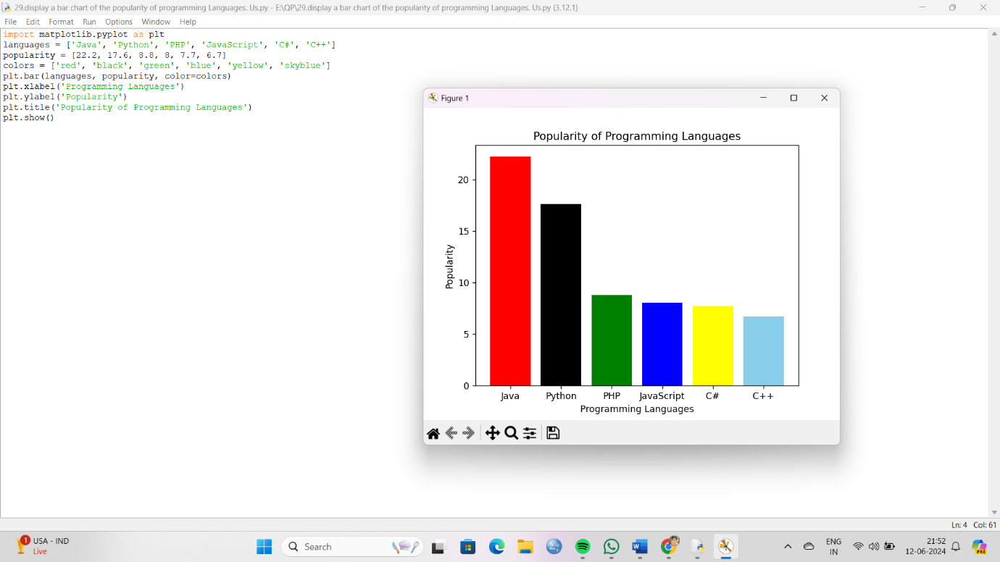 29.display a bar chart of the popularity of programming Languages. Us.py - E:\QP\29.display a bar chart of the popularity of programming Languages. Us.py (3.12.1)
File Edit Format Run Options Window Help
import matplotlib.pyplot as plt
languages = ['Java', 'Python', 'PHP', 'JavaScript', 'C#', 'C++']
popularity = [22.2, 17.6, 8.8, 8, 7.7, 6.7]
colors = ['red', 'black', 'green', 'blue', 'yellow', 'skyblue']
plt.bar(languages, popularity, color=colors)
plt.xlabel('Programming Languages')
plt.ylabel('Popularity')
plt.title('Popularity of Programming Languages')
plt.show()
Figure 1
Popularity of Programming Languages
20
15
10
5
0
Popularity
Java Python PHP JavaScript C# C++
Programming Languages
Ln: 4 Col: 61
1
USA - IND
Live
Search
ENG
IN
21:52
12-06-2024
PRE